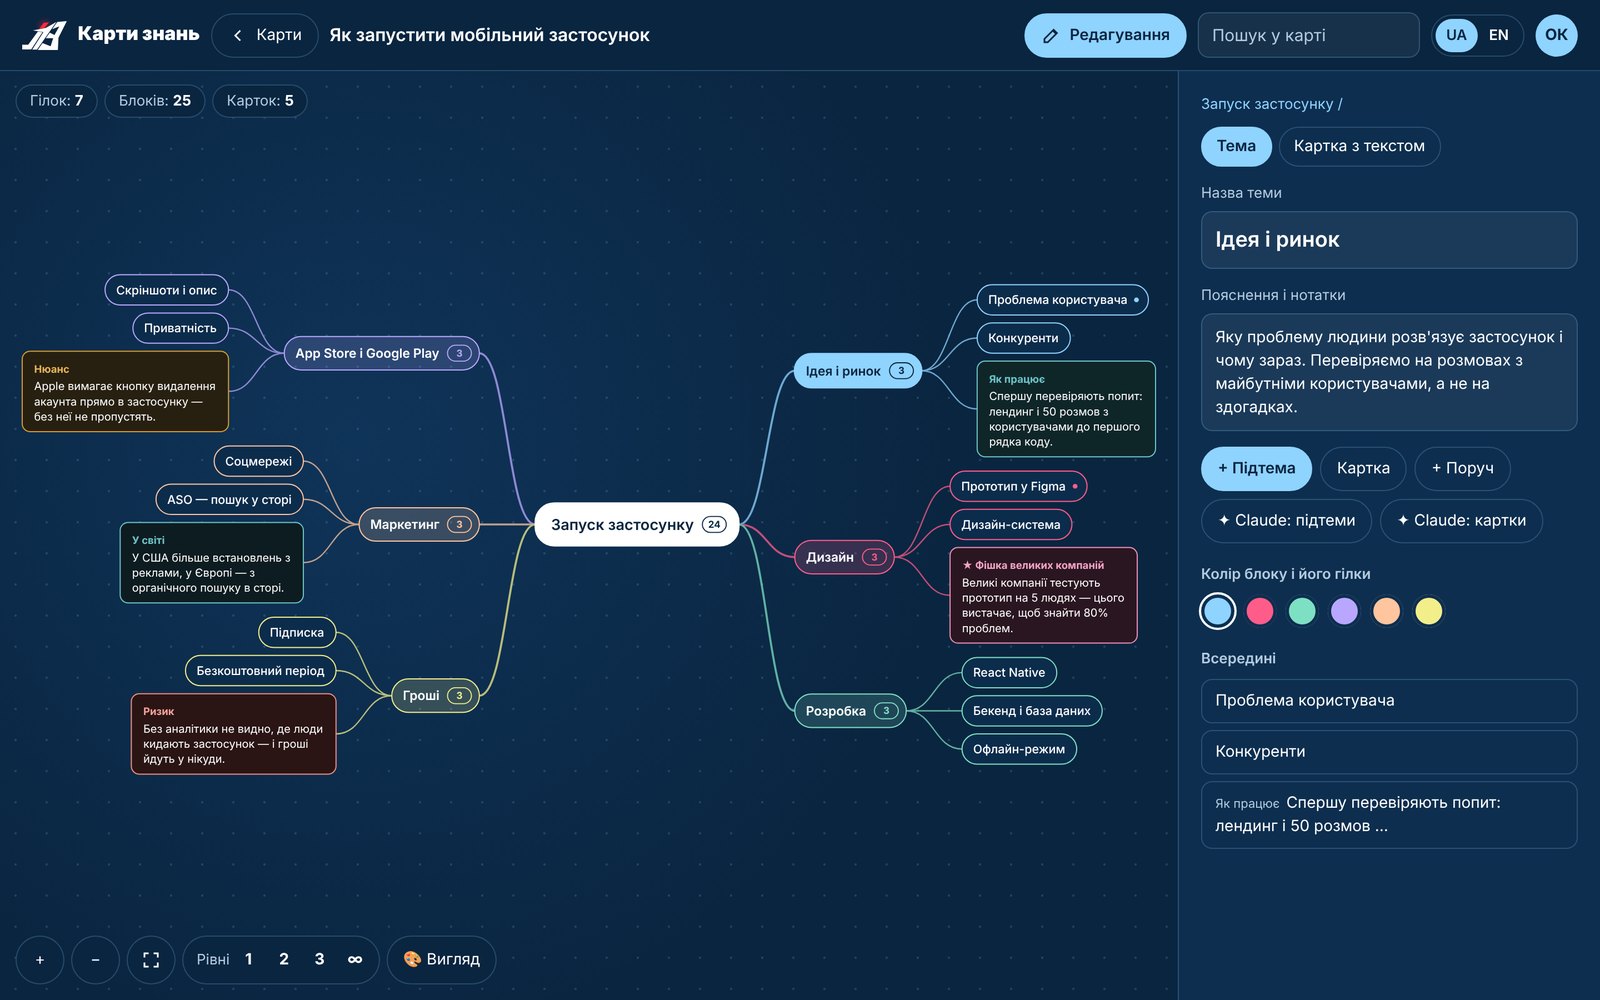 Карти знань
Карти
Як запустити мобільний застосунок
Редагування
Пошук у карті
UA
EN
ОК
Гілок: 7
Блоків: 25
Карток: 5
Скріншоти і опис
Приватність
Нюанс
Apple вимагає кнопку видалення
акаунта прямо в застосунку —
без неї не пропустять.
App Store і Google Play 3
Соцмережі
ASO — пошук у сторі
У світі
У США більше встановлень з
реклами, у Європі — з
органічного пошуку в сторі.
Маркетинг 3
Підписка
Безкоштовний період
Ризик
Без аналітики не видно, де люди
кидають застосунок — і гроші
йдуть у нікуди.
Гроші 3
Запуск застосунку 24
Ідея і ринок 3
Проблема користувача
Конкуренти
Як працює
Спершу перевіряють попит:
лендинг і 50 розмов з
користувачами до першого
рядка коду.
Дизайн 3
Прототип у Figma
Дизайн-система
★ Фішка великих компаній
Великі компанії тестують
прототип на 5 людях — цього
вистачає, щоб знайти 80%
проблем.
Розробка 3
React Native
Бекенд і база даних
Офлайн-режим
+
−
Рівні 1 2 3 ∞
🎨 Вигляд
Запуск застосунку /
Тема
Картка з текстом
Назва теми
Ідея і ринок
Пояснення і нотатки
Яку проблему людини розв'язує застосунок і
чому зараз. Перевіряємо на розмовах з
майбутніми користувачами, а не на
здогадках.
+ Підтема
Картка
+ Поруч
✦ Claude: підтеми
✦ Claude: картки
Колір блоку і його гілки
Всередині
Проблема користувача
Конкуренти
Як працює Спершу перевіряють попит:
лендинг і 50 розмов ...